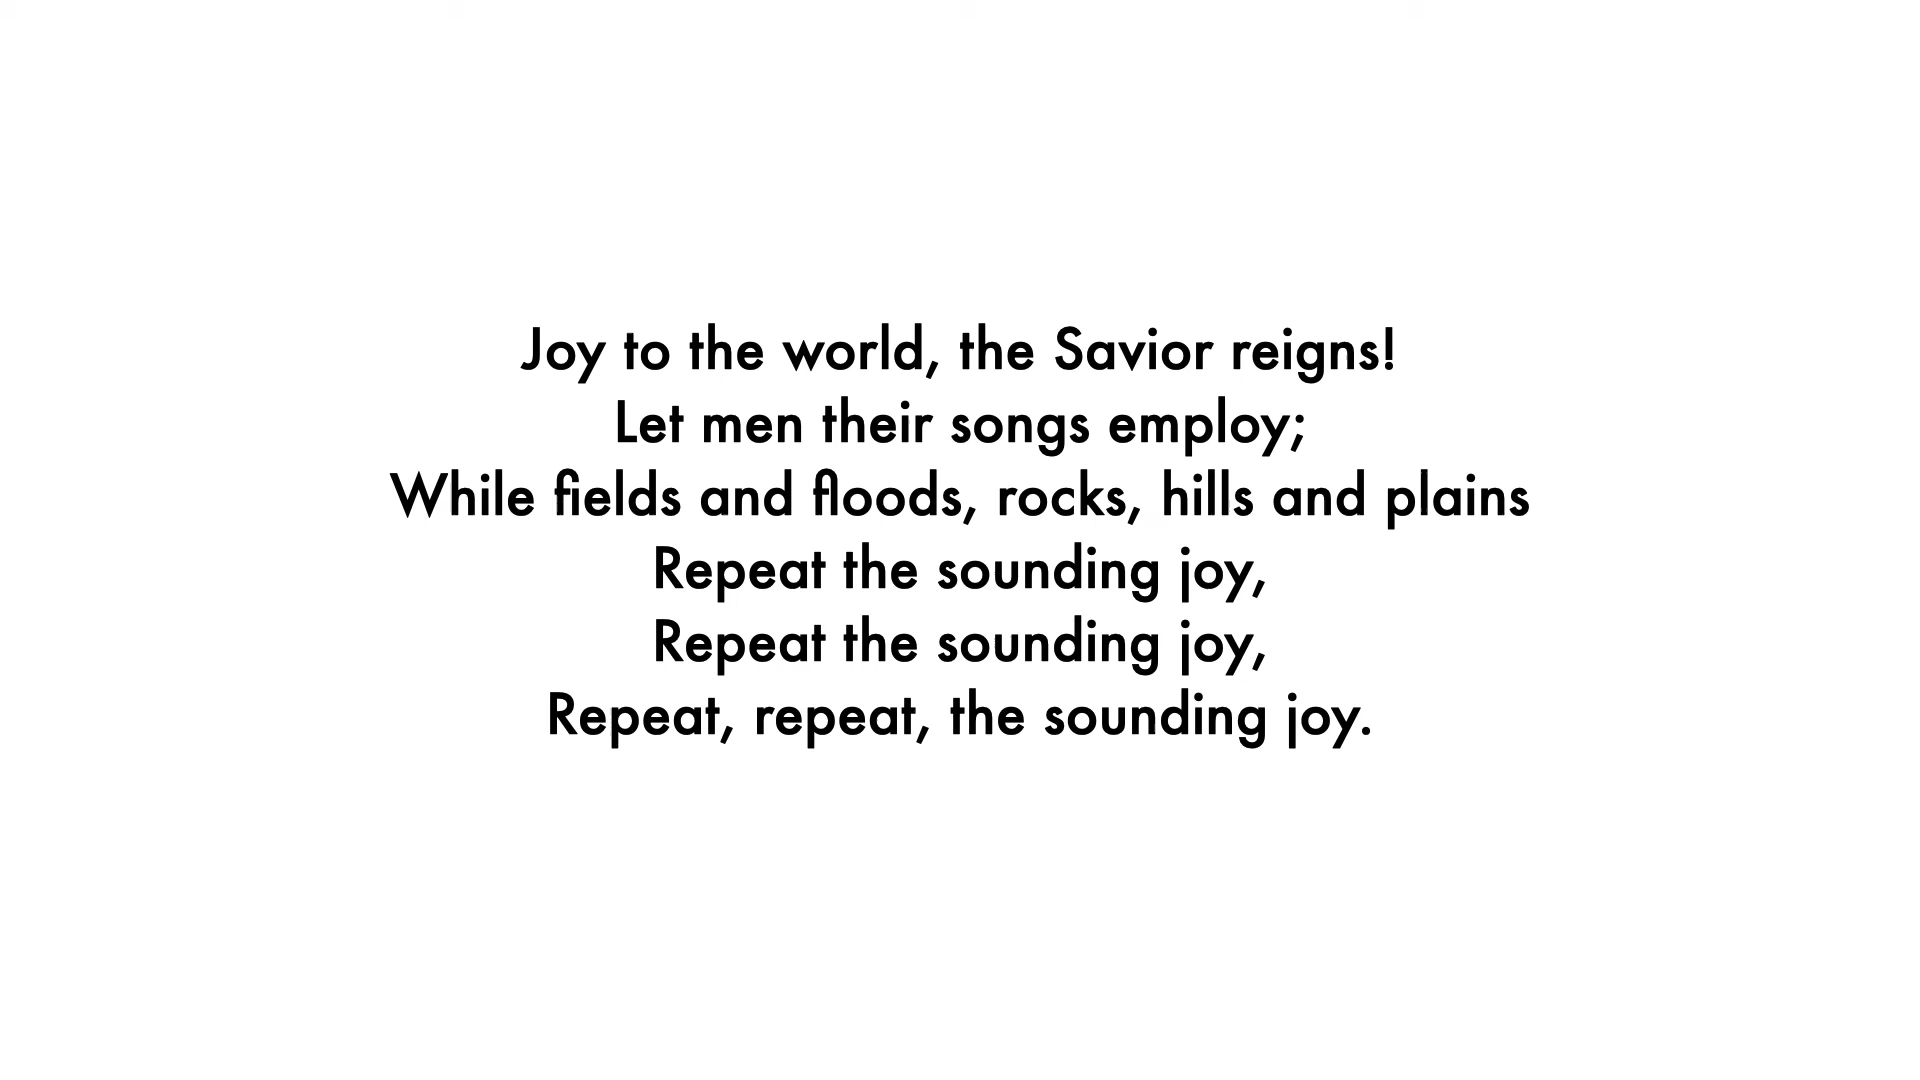 Joy to the world, the Savior reigns!
Let men their songs employ;
While fields and floods, rocks, hills and plains
Repeat the sounding joy,
Repeat the sounding joy,
Repeat, repeat, the sounding joy.